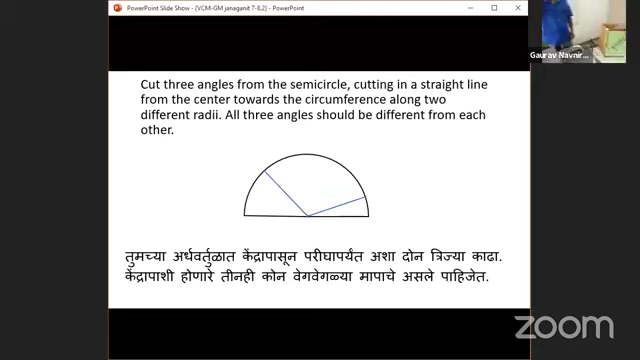 PowerPoint Slide Show - [VCM-GM janaganit 7-8.2] - PowerPoint
Gaurav Navnir...
Cut three angles from the semicircle, cutting in a straight line
from the center towards the circumference along two
different radii. All three angles should be different from each
other.
तुमच्या अर्धवर्तुळात केंद्रापासून परीघापर्यंत अशा दोन त्रिज्या काढा.
केंद्रापाशी होणारे तीनही कोन वेगवेगळ्या मापाचे असले पाहिजेत.
zoom